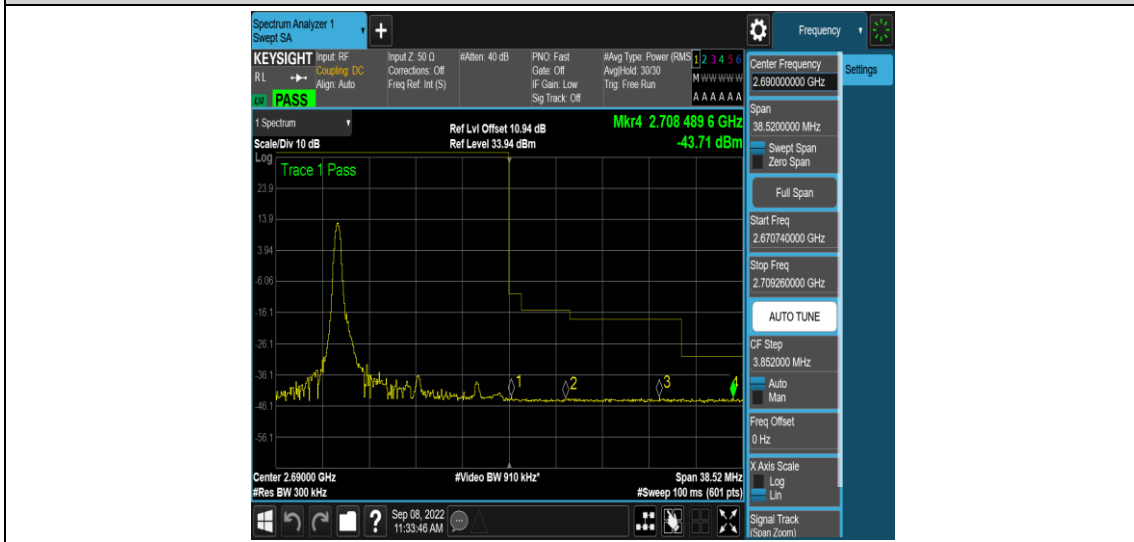 Spectrum Analyzer 1
Swept SA
+
Frequency
KEYSIGHT
RL
LXI
PASS
Input: RF
Coupling: DC
Align: Auto
Input Z: 50 Ω
Corrections: Off
Freq Ref: Int (S)
#Atten: 40 dB
PNO: Fast
Gate: Off
IF Gain: Low
Sig Track: Off
#Avg Type: Power (RMS
Avg|Hold: 30/30
Trig: Free Run
1 2 3 4 5 6
M W W W W W
A A A A A A
1 Spectrum
Scale/Div 10 dB
Ref Lvl Offset 10.94 dB
Ref Level 33.94 dBm
Mkr4 2.708 489 6 GHz
-43.71 dBm
Log
Trace 1 Pass
23.9
13.9
3.94
-6.06
-16.1
-26.1
-36.1
-46.1
-56.1
1
2
3
4
Center 2.69000 GHz
#Res BW 300 kHz
#Video BW 910 kHz*
Span 38.52 MHz
#Sweep 100 ms (601 pts)
Center Frequency
2.690000000 GHz
Settings
Span
38.5200000 MHz
Swept Span
Zero Span
Full Span
Start Freq
2.670740000 GHz
Stop Freq
2.709260000 GHz
AUTO TUNE
CF Step
3.852000 MHz
Auto
Man
Freq Offset
0 Hz
X Axis Scale
Log
Lin
Signal Track
(Span Zoom)
?
Sep 08, 2022
11:33:46 AM